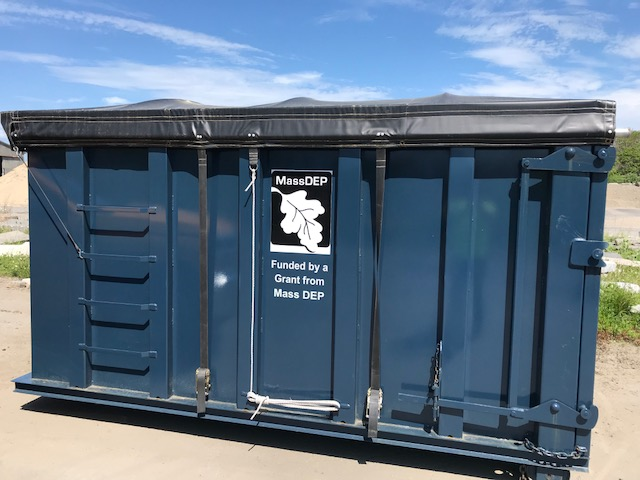 MassDEP
Funded by a
Grant from
Mass DEP